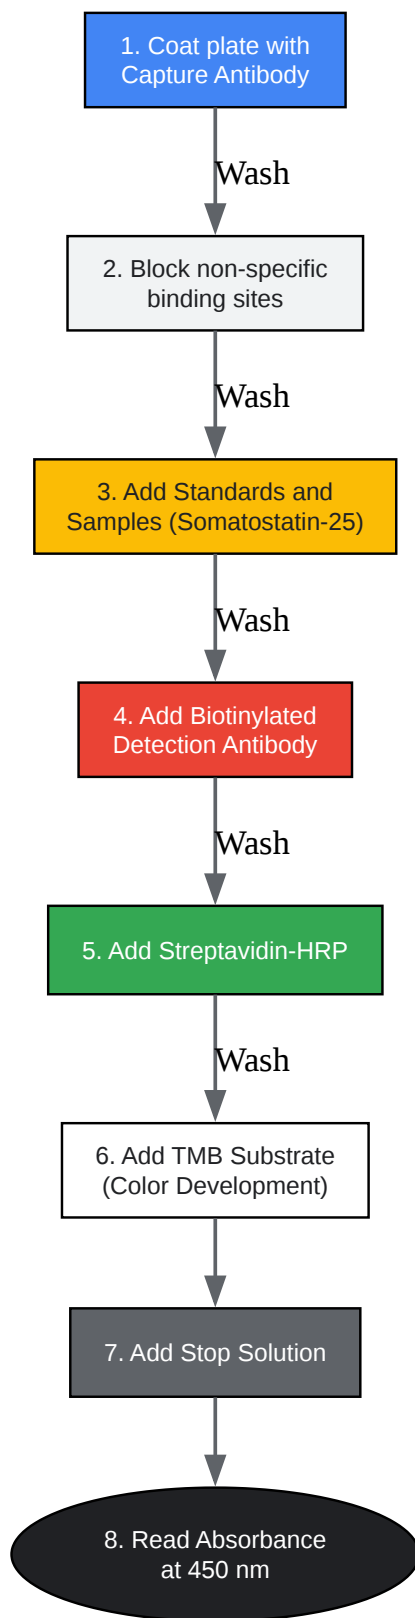 1. Coat plate with
Capture Antibody
Wash
2. Block non-specific
binding sites
Wash
3. Add Standards and
Samples (Somatostatin-25)
Wash
4. Add Biotinylated
Detection Antibody
Wash
5. Add Streptavidin-HRP
Wash
6. Add TMB Substrate
(Color Development)
7. Add Stop Solution
8. Read Absorbance
at 450 nm